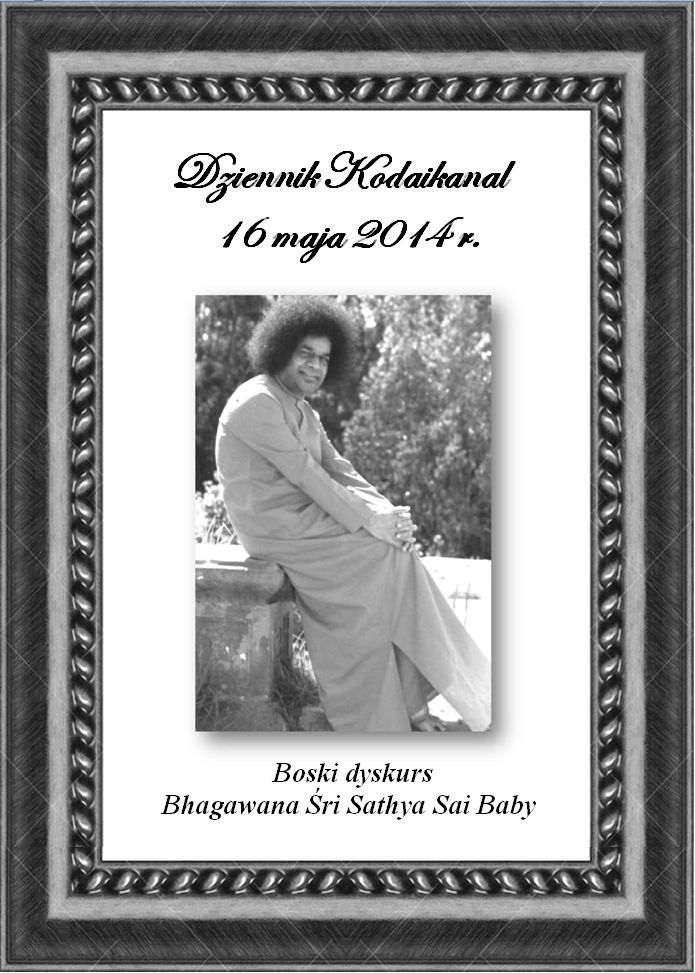 Dziennik Kodaikanal
16 maja 2014 r.
Boski dyskurs
Bhagawana Śri Sathya Sai Baby